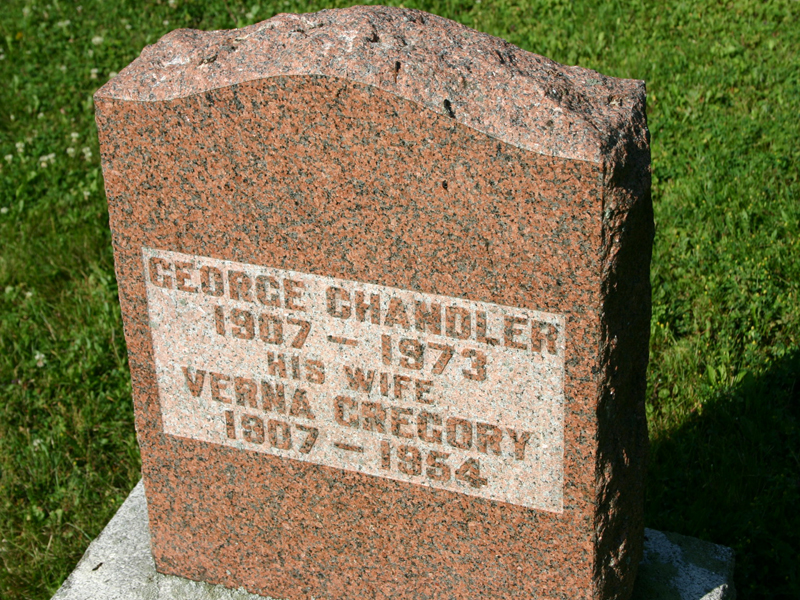 GEORGE CHANDLER
1907 - 1973
HIS WIFE
VERNA GREGORY
1907 - 1954